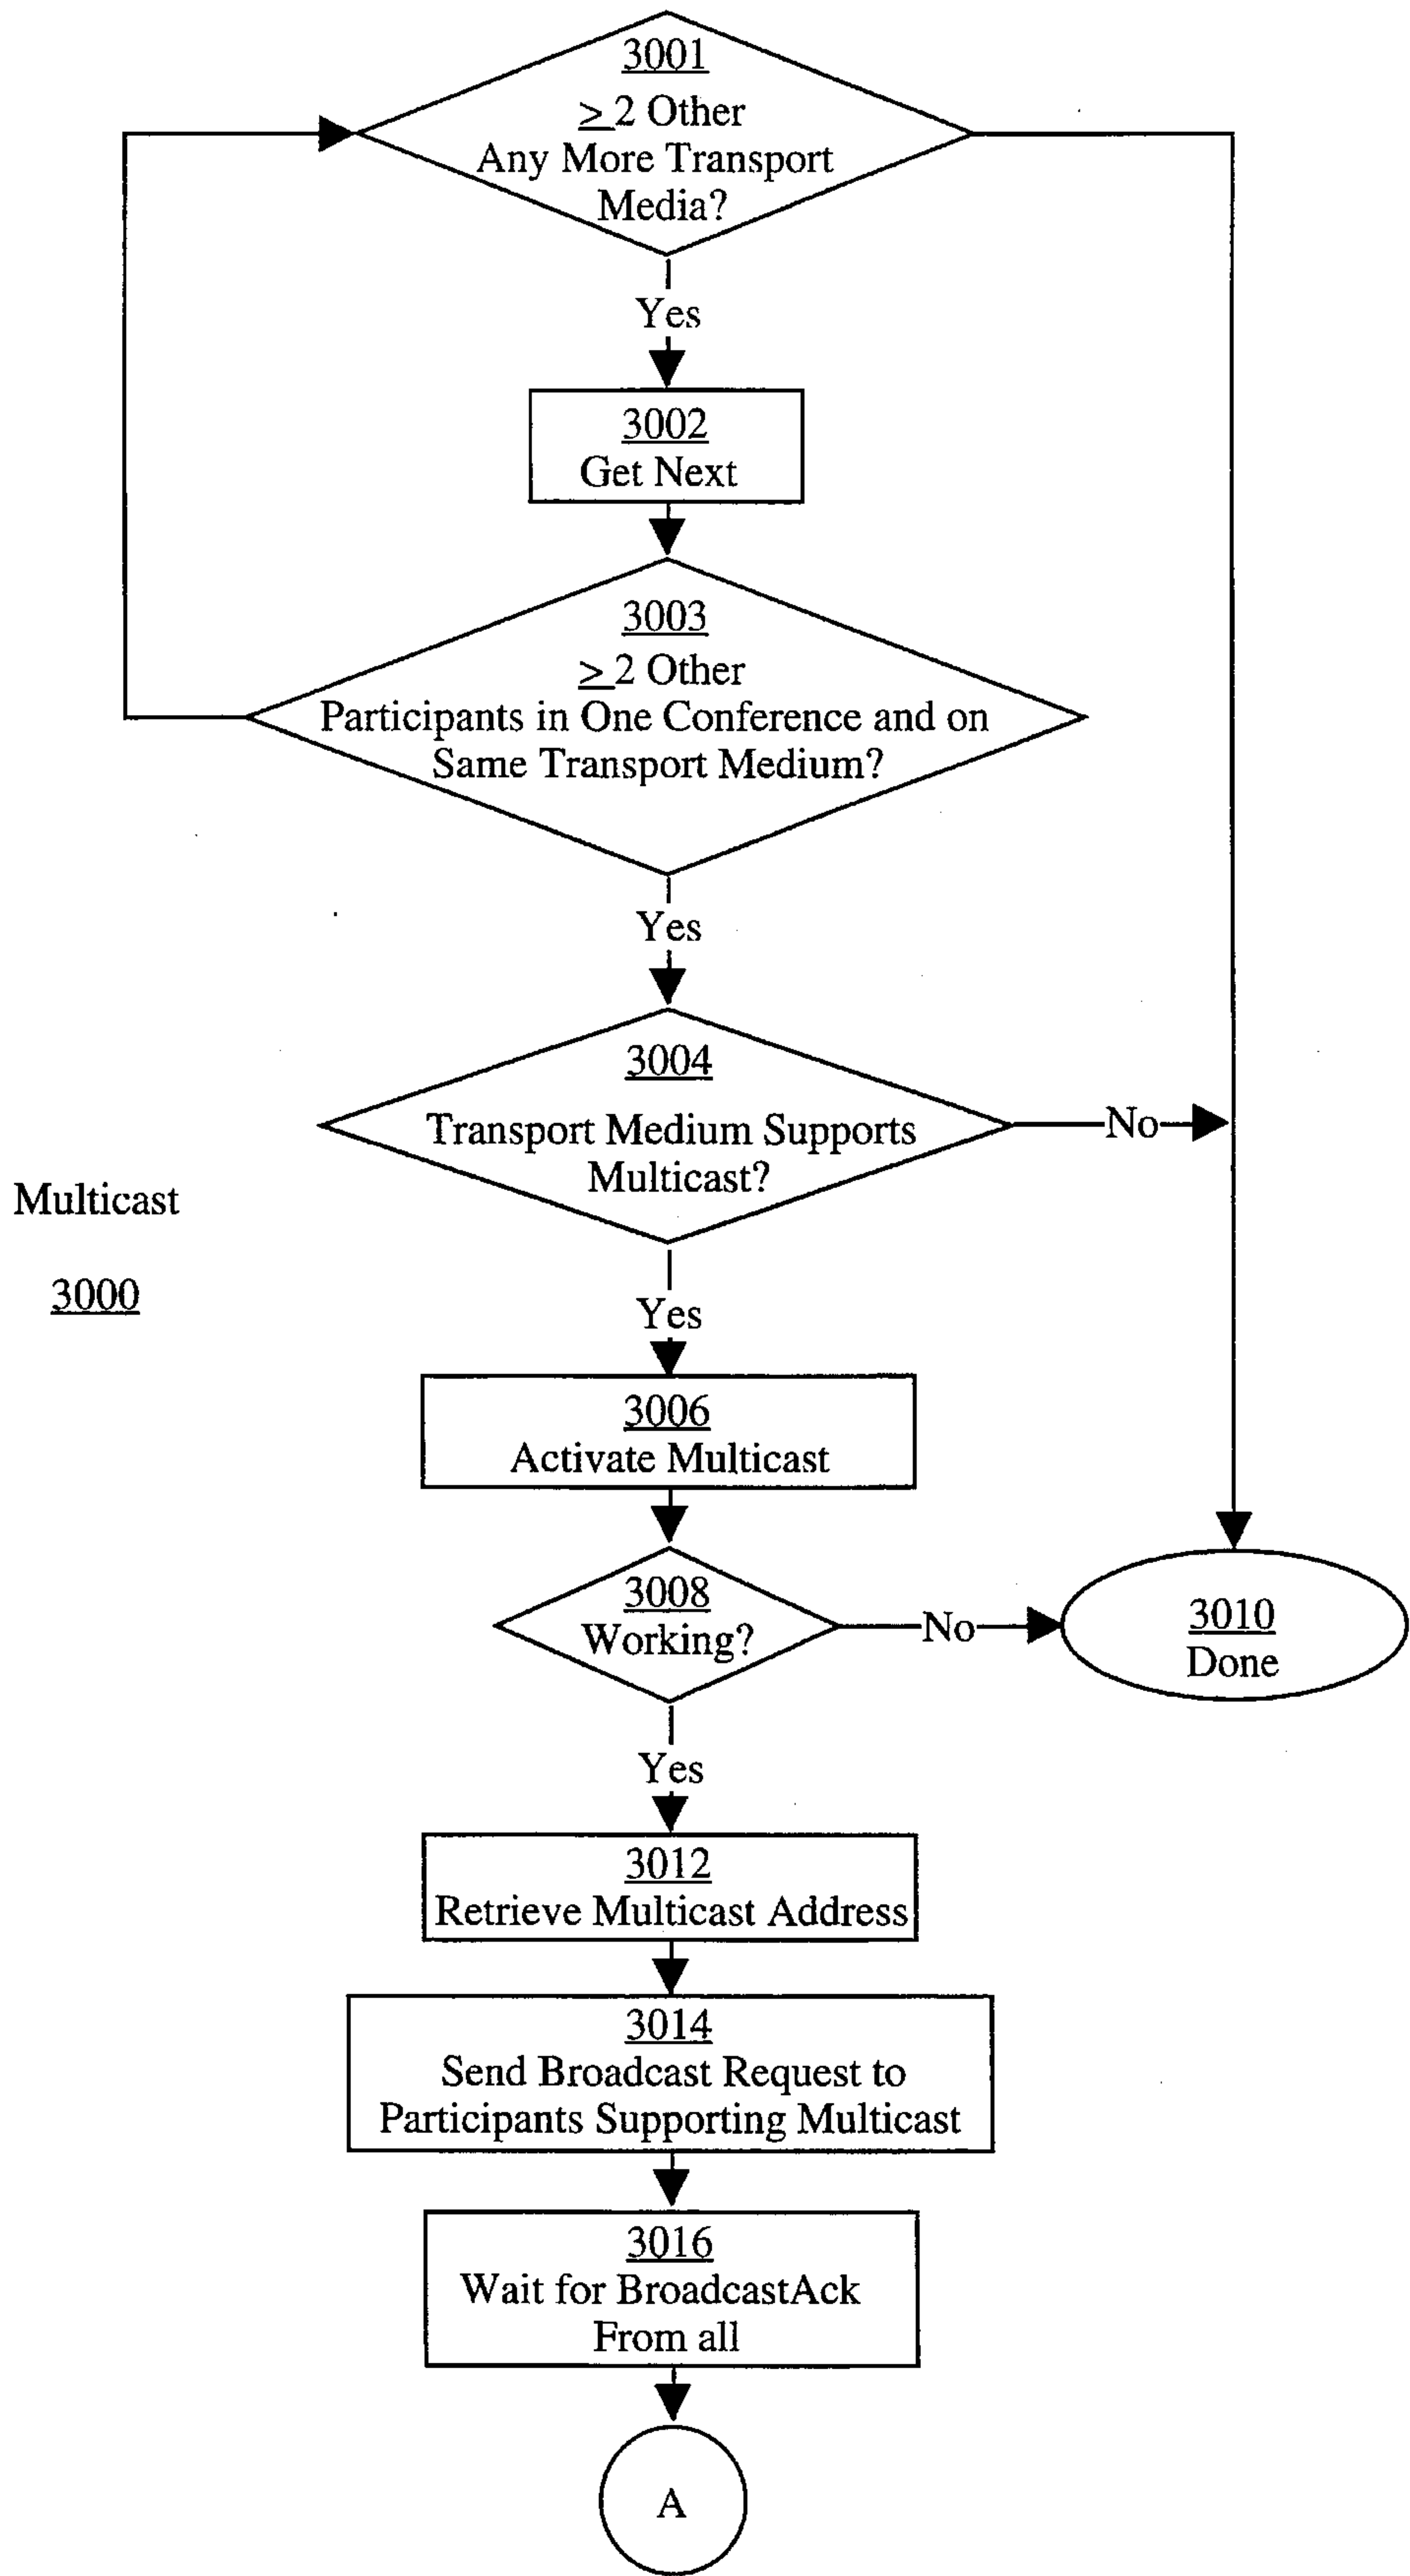 3001
≥ 2 Other
Any More Transport
Media?
Yes
3002
Get Next
3003
≥ 2 Other
Participants in One Conference and on
Same Transport Medium?
Yes
3004
Transport Medium Supports
Multicast?
No
Multicast
3000
Yes
3006
Activate Multicast
3008
Working?
No
3010
Done
Yes
3012
Retrieve Multicast Address
3014
Send Broadcast Request to
Participants Supporting Multicast
3016
Wait for BroadcastAck
From all
A